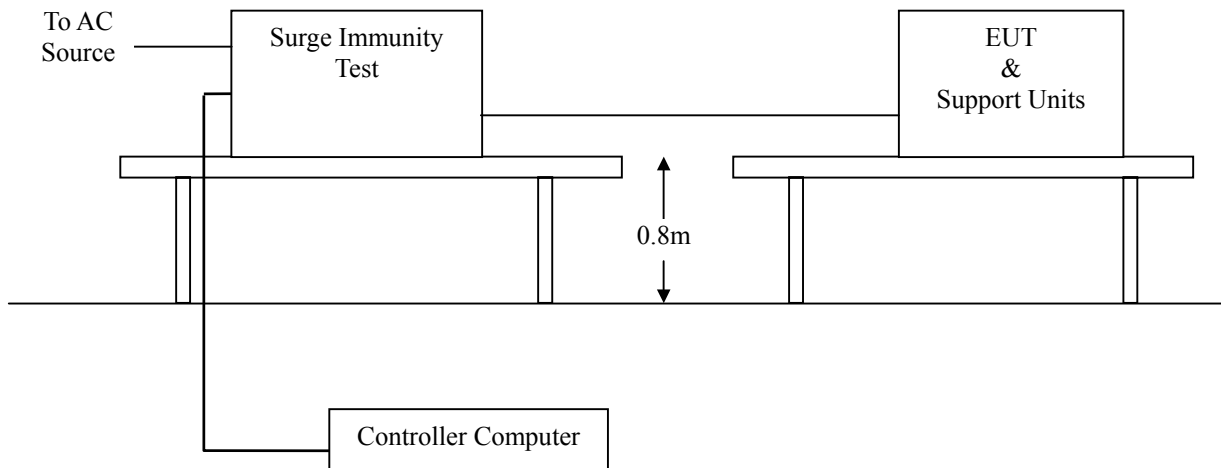 To AC
Source
Surge Immunity
Test
EUT
&
Support Units
0.8m
Controller Computer